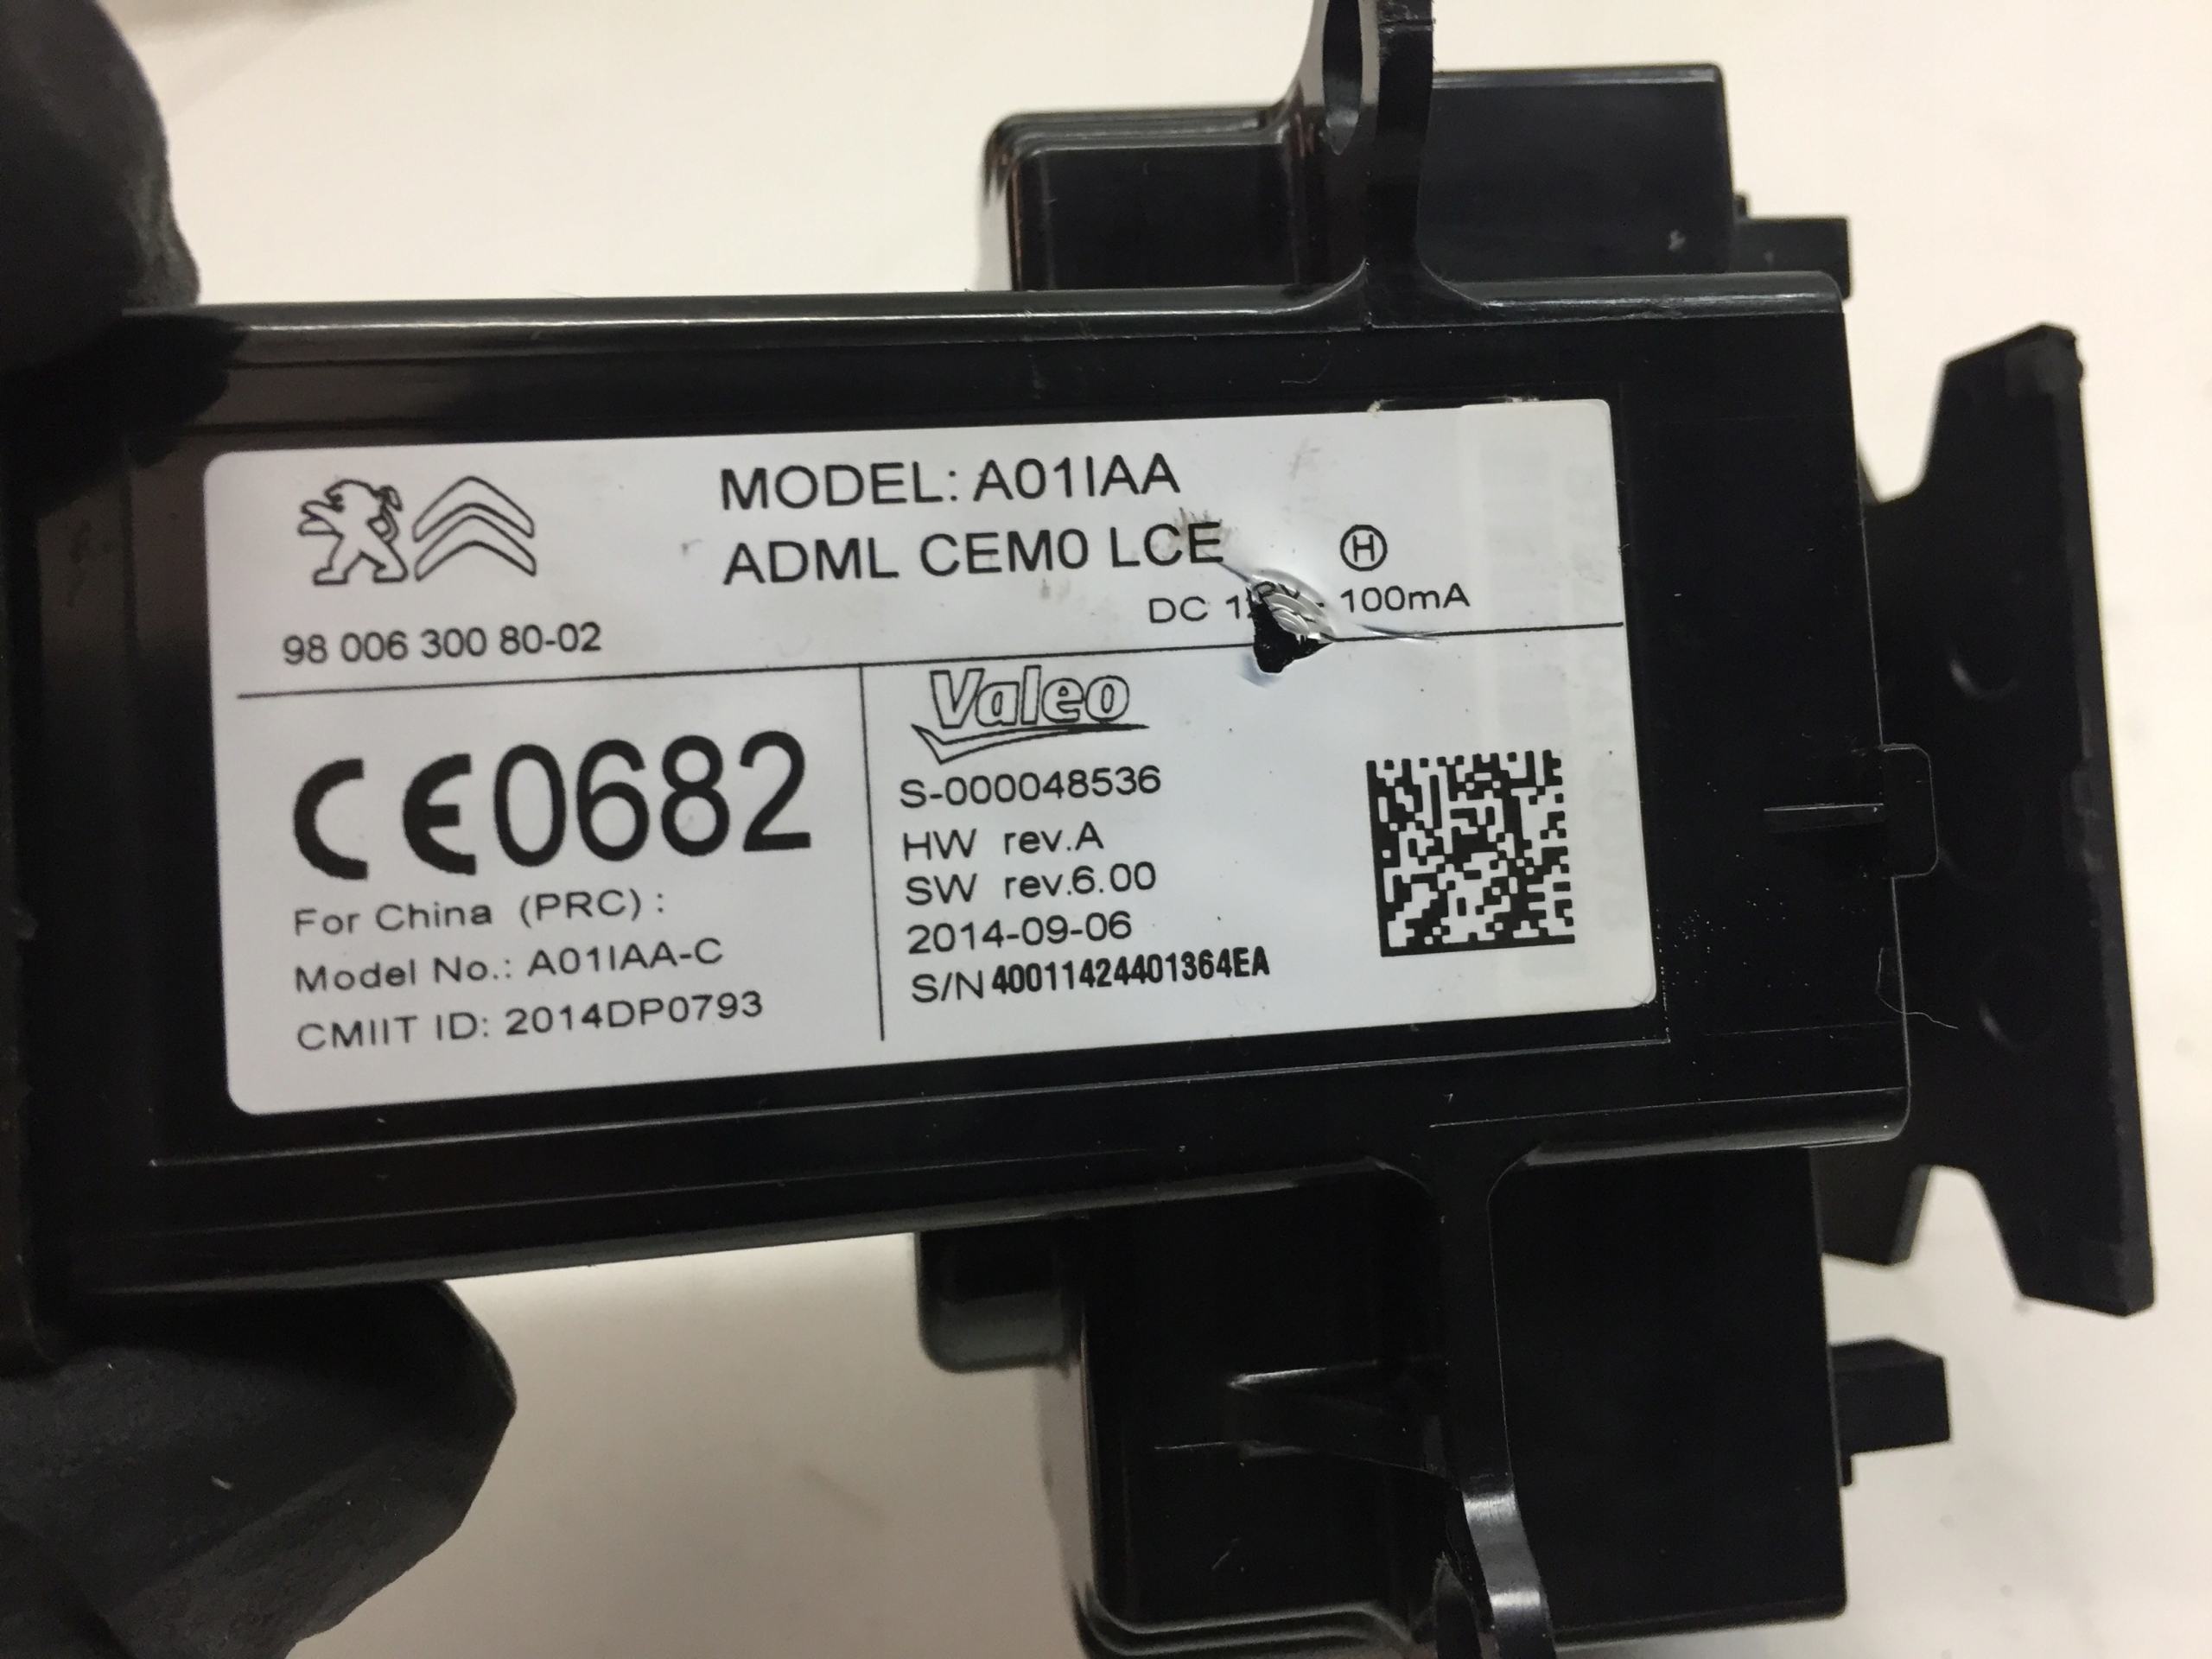 MODEL: A01IAA
ADML CEM0 LCE
H
DC 100mA
98 006 300 80-02
CE0682
For China (PRC) :
Model No.: A01IAA-C
CMIIT ID: 2014DP0793
Valeo
S-000048536
HW rev.A
SW rev.6.00
2014-09-06
S/N 40011424401364EA